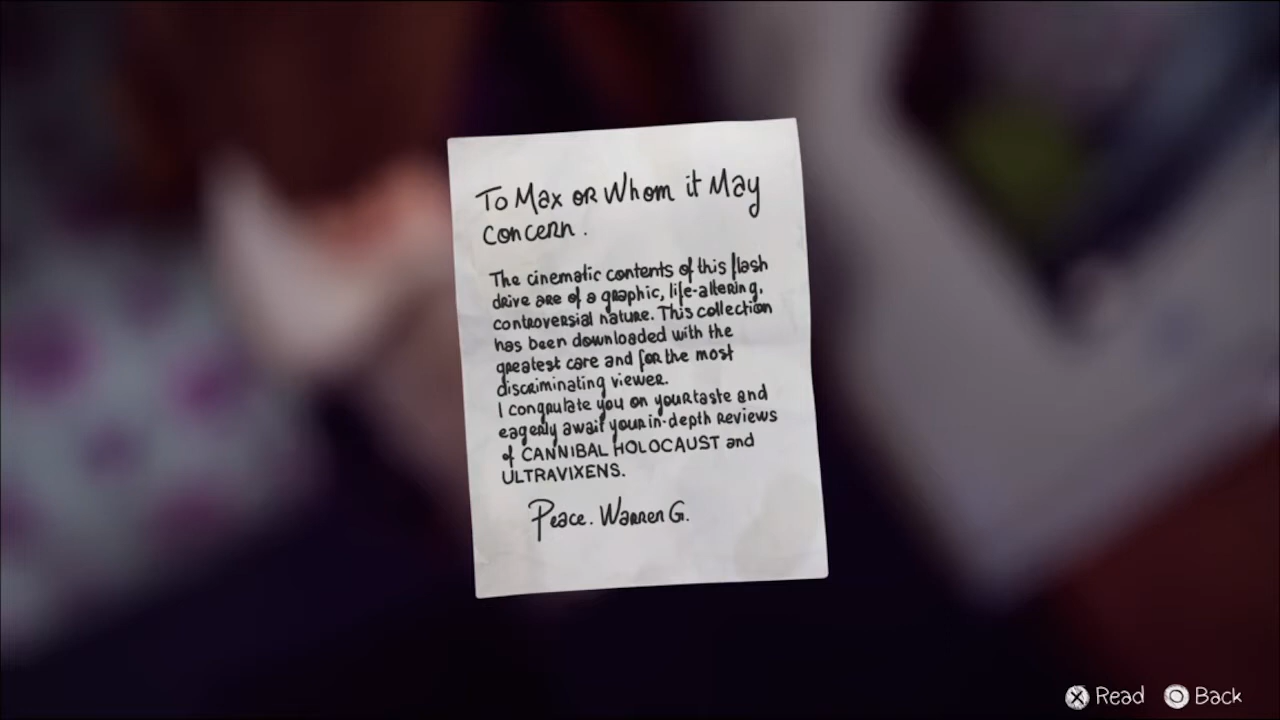 To Max or Whom it May
concern.
The cinematic contents of this flash
drive are of a graphic, life-altering,
controversial nature. This collection
has been downloaded with the
greatest care and for the most
discriminating viewer.
I congrulate you on your taste and
eagerly await your in-depth reviews
of CANNIBAL HOLOCAUST and
ULTRAVIXENS.
Peace. Warren G.
Read Back